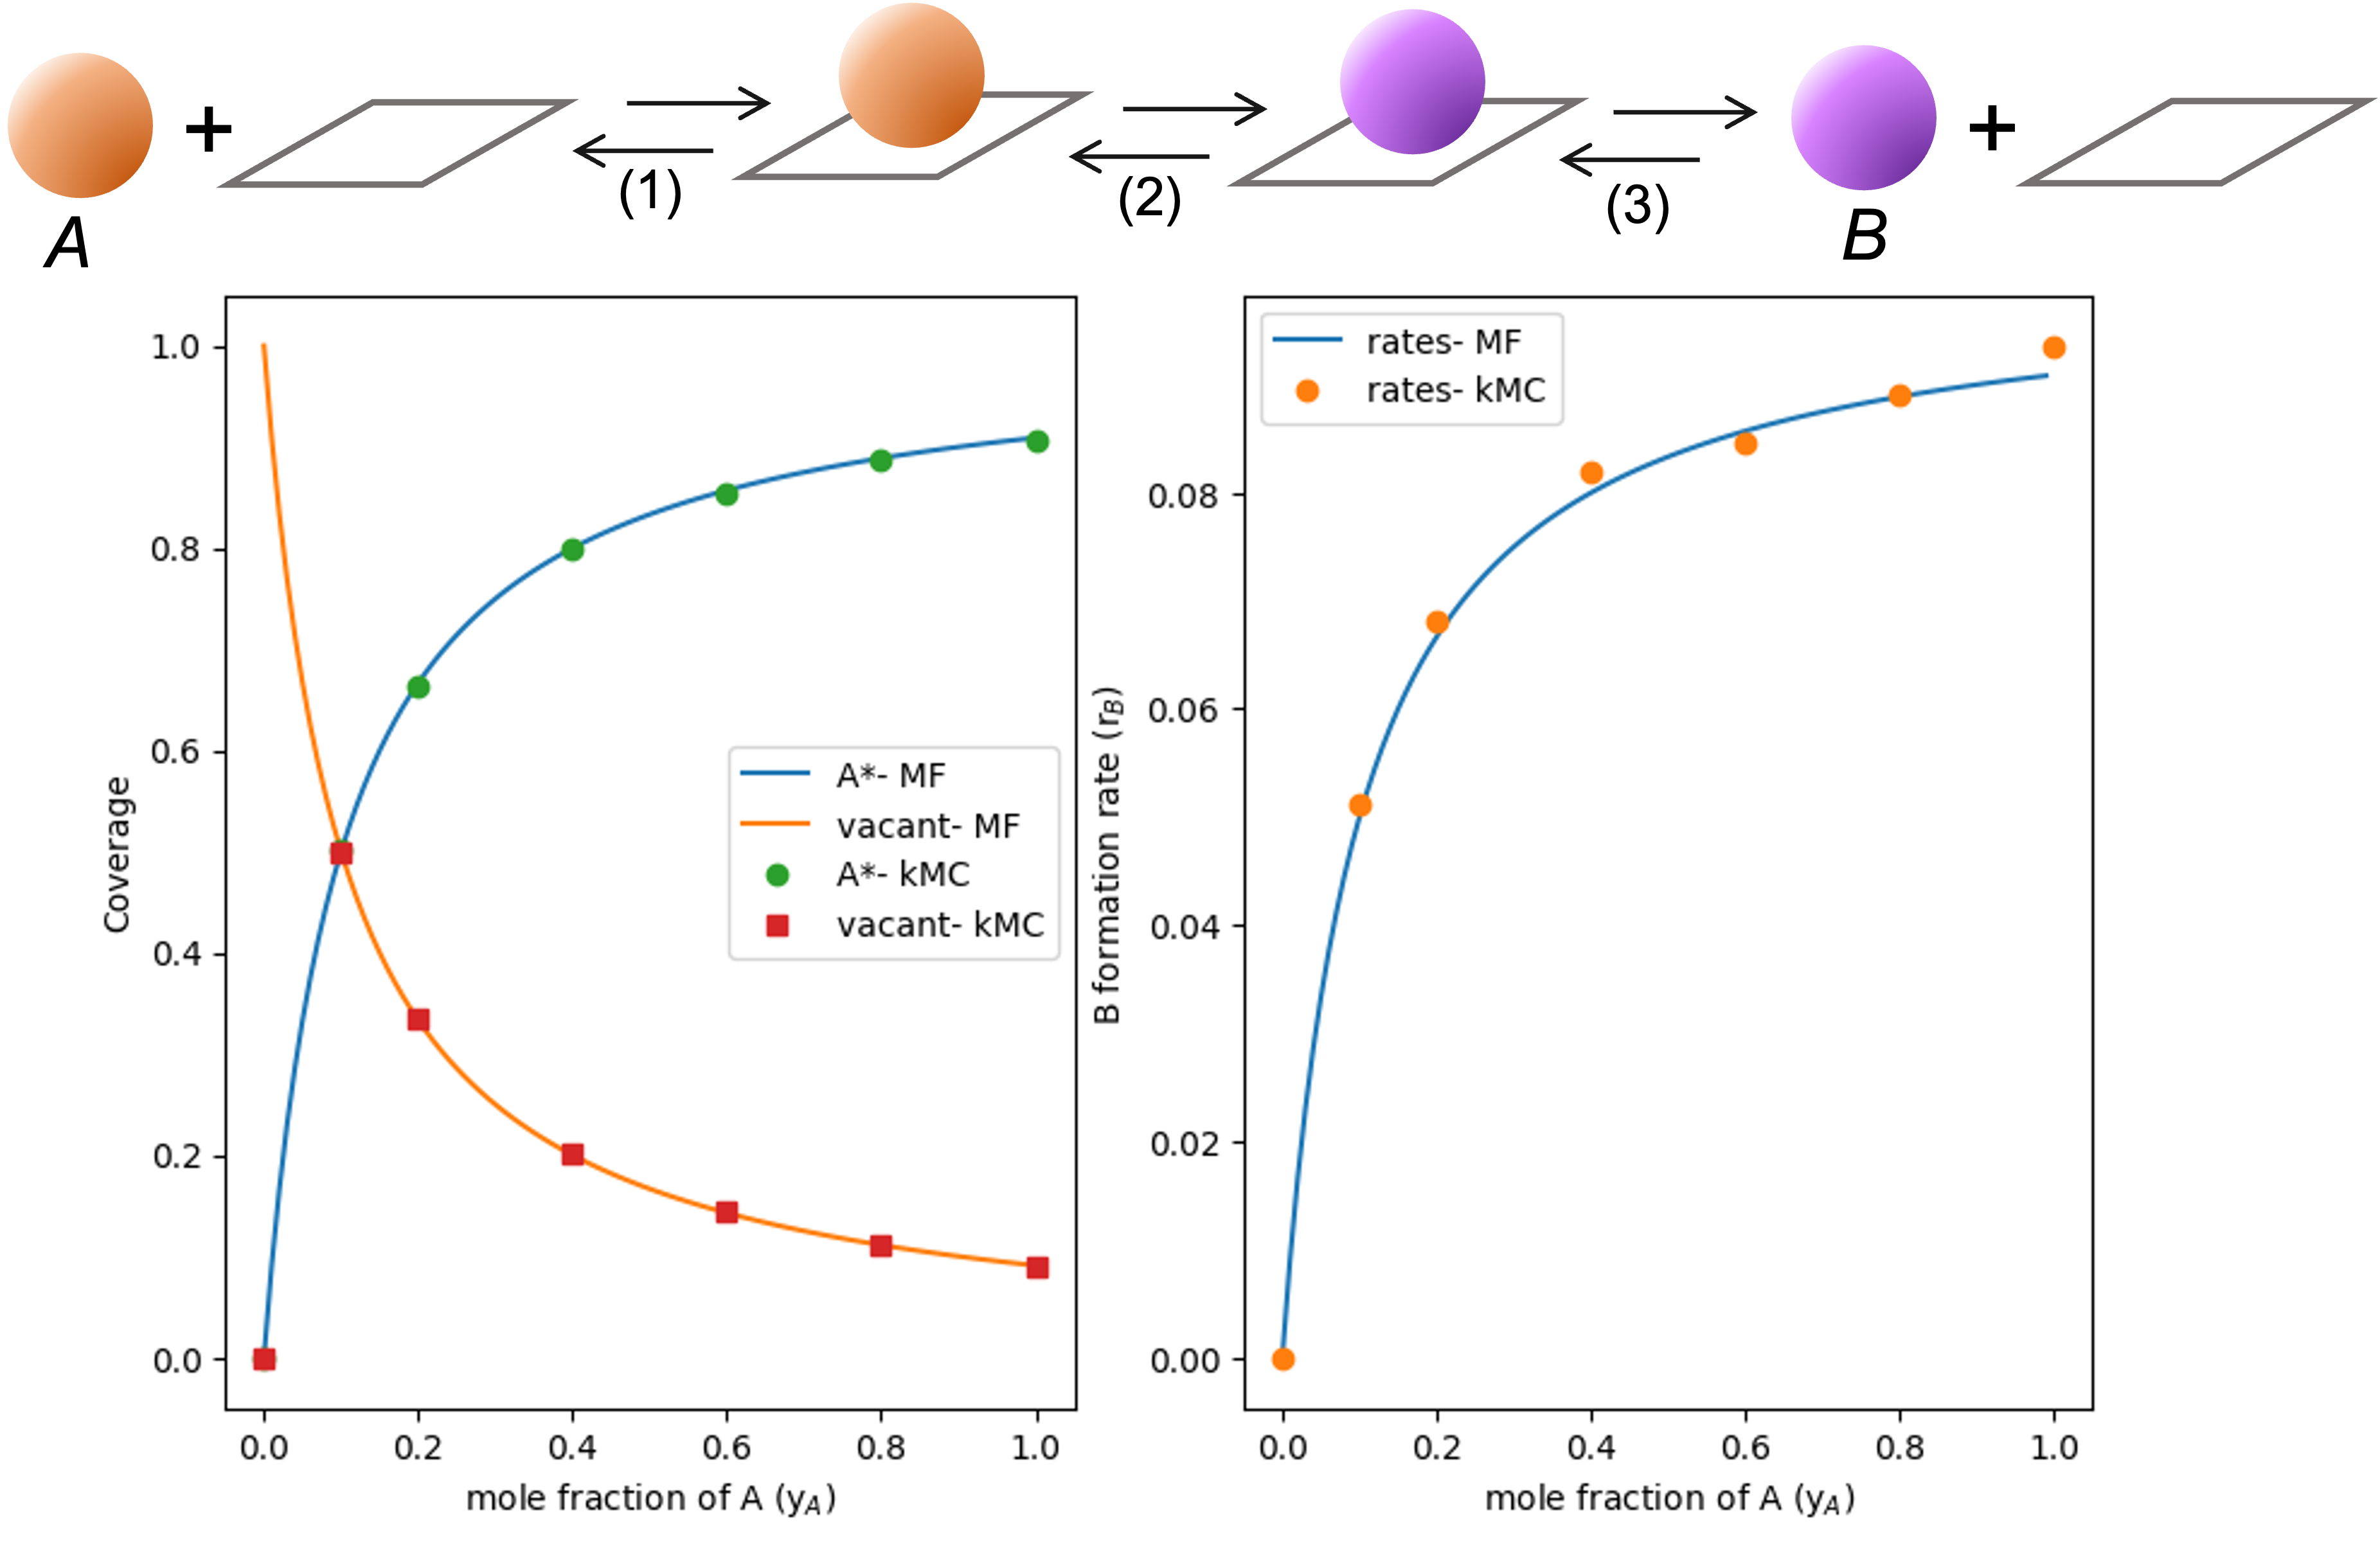 A
+
(1)
(2)
(3)
B
+
Coverage
1.0
0.8
0.6
0.4
0.2
0.0
A*- MF
vacant- MF
A*- kMC
vacant- kMC
0.0 0.2 0.4 0.6 0.8 1.0
mole fraction of A (y_A)
B formation rate (r_B)
rates- MF
rates- kMC
0.08
0.06
0.04
0.02
0.00
0.0 0.2 0.4 0.6 0.8 1.0
mole fraction of A (y_A)